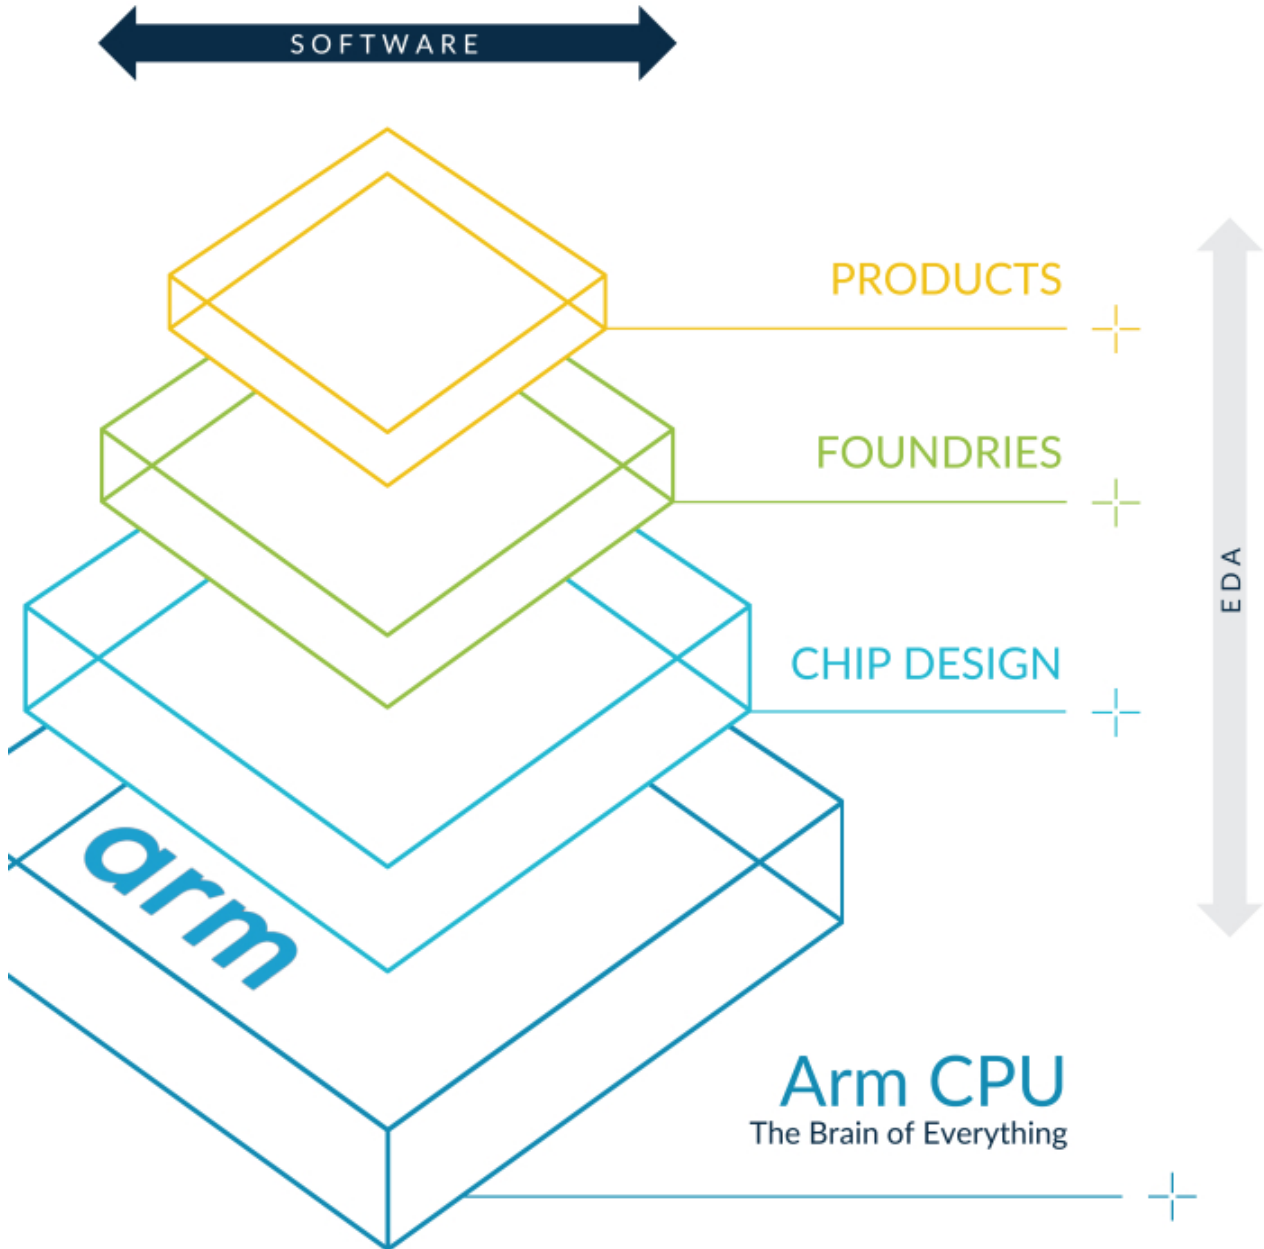 SOFTWARE
PRODUCTS
FOUNDRIES
EDA
CHIP DESIGN
arm
Arm CPU
The Brain of Everything